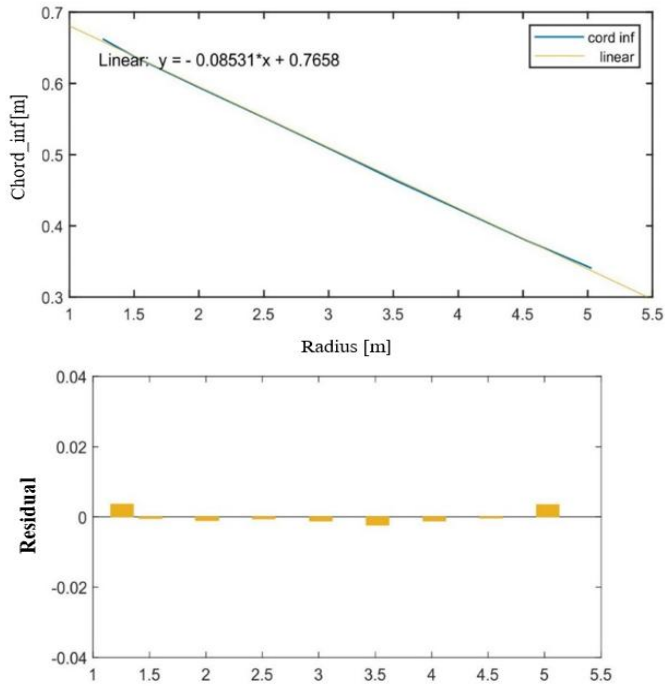 0.7
cord inf
linear
Linear: y = - 0.08531*x + 0.7658
0.6
0.5
0.4
0.3
Chord_inf[m]
1 1.5 2 2.5 3 3.5 4 4.5 5 5.5
Radius [m]
0.04
0.02
0
-0.02
-0.04
Residual
1 1.5 2 2.5 3 3.5 4 4.5 5 5.5